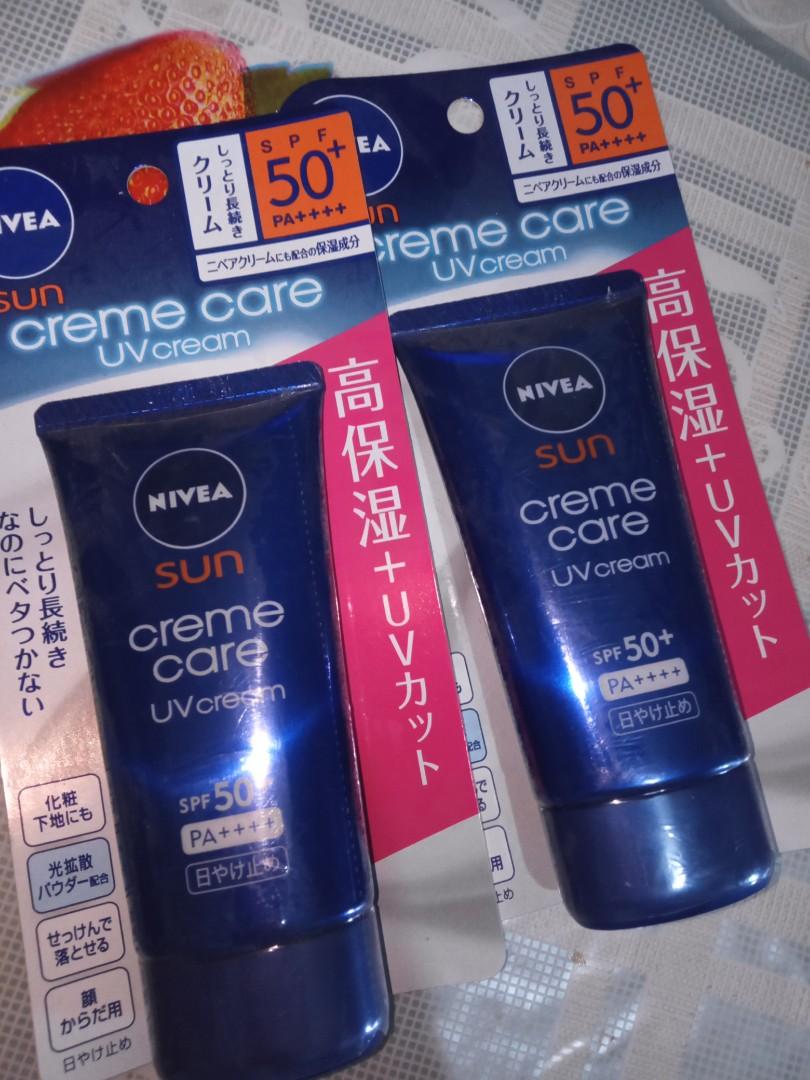 NIVEA
sun
しっとり長続き
クリーム
SPF
50+
PA++++
ニベアクリームにも配合の保湿成分
creme care
UV cream
高保湿+UVカット
しっとり長続き
なのにベタつかない
NIVEA
sun
creme
care
UV cream
SPF 50+
PA++++
日やけ止め
化粧
下地にも
光拡散
パウダー配合
せっけんで
落とせる
顔
からだ用
日やけ止め
しっとり長続き
クリーム
SPF
50+
PA++++
ニベアクリームにも配合の保湿成分
creme care
UV cream
高保湿+UVカット
NIVEA
sun
creme
care
UV cream
SPF 50+
PA++++
日やけ止め